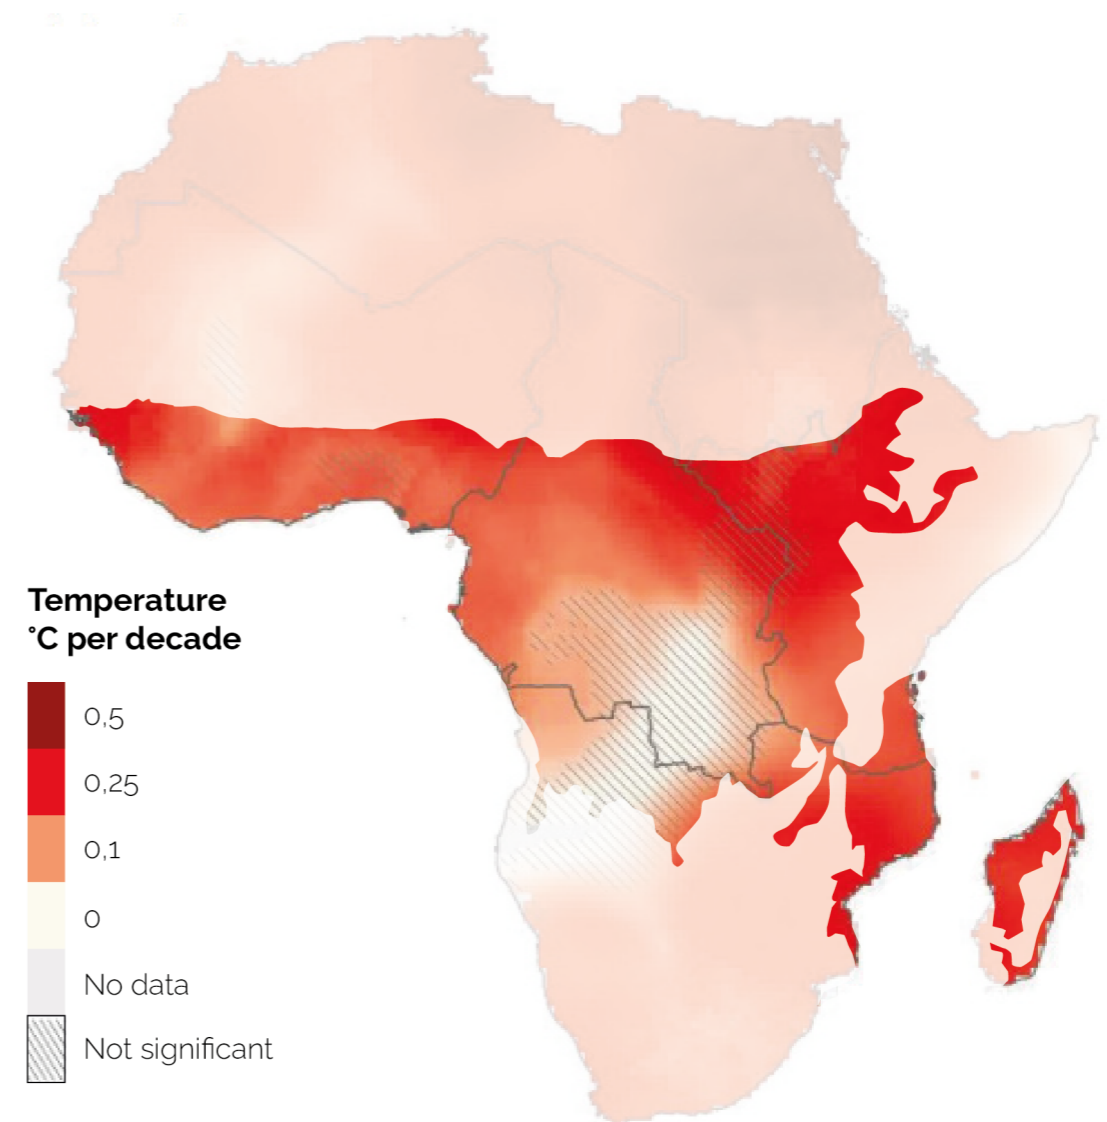 Temperature
°C per decade
0,5
0,25
0,1
0
No data
Not significant